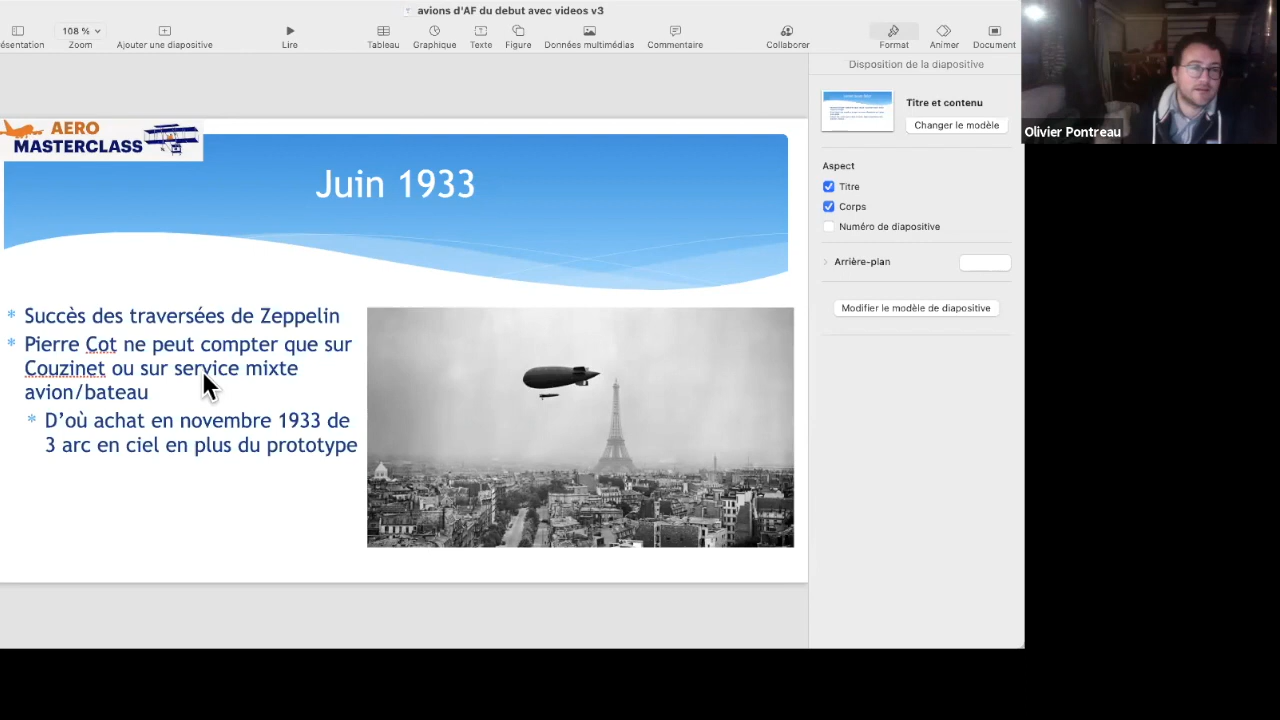 avions d'AF du debut avec videos v3
ésentation
108 %
Zoom
Ajouter une diapositive
Lire
Tableau
Graphique
Texte
Figure
Données multimédias
Commentaire
Collaborer
Format
Animer
Document
AERO
MASTERCLASS
Juin 1933
* Succès des traversées de Zeppelin
* Pierre Cot ne peut compter que sur
Couzinet ou sur service mixte
avion/bateau
* D'où achat en novembre 1933 de
3 arc en ciel en plus du prototype
Disposition de la diapositive
Titre et contenu
Changer le modèle
Aspect
Titre
Corps
Numéro de diapositive
Arrière-plan
Modifier le modèle de diapositive
Olivier Pontreau